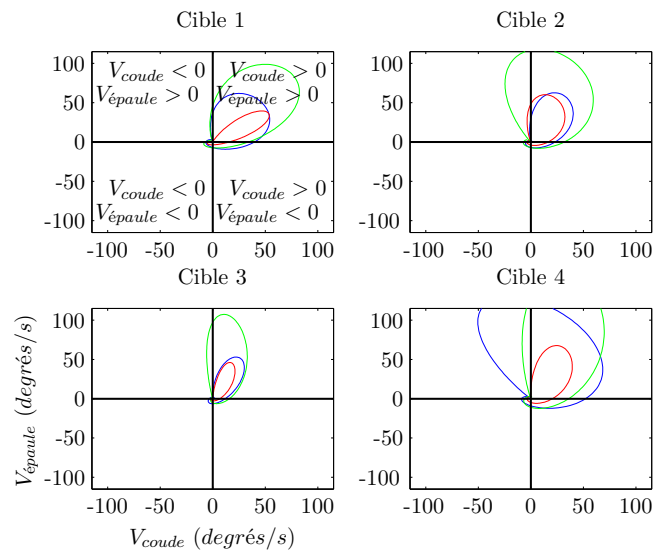 Cible 1
Cible 2
100
50
0
-50
-100
V_coude < 0
V_coude > 0
V_épaule > 0
V_épaule > 0
V_coude < 0
V_coude > 0
V_épaule < 0
V_épaule < 0
-100 -50 0 50 100
100
50
0
-50
-100
-100 -50 0 50 100
Cible 3
Cible 4
V_épaule (degrés/s)
100
50
0
-50
-100
-100 -50 0 50 100
100
50
0
-50
-100
-100 -50 0 50 100
V_coude (degrés/s)